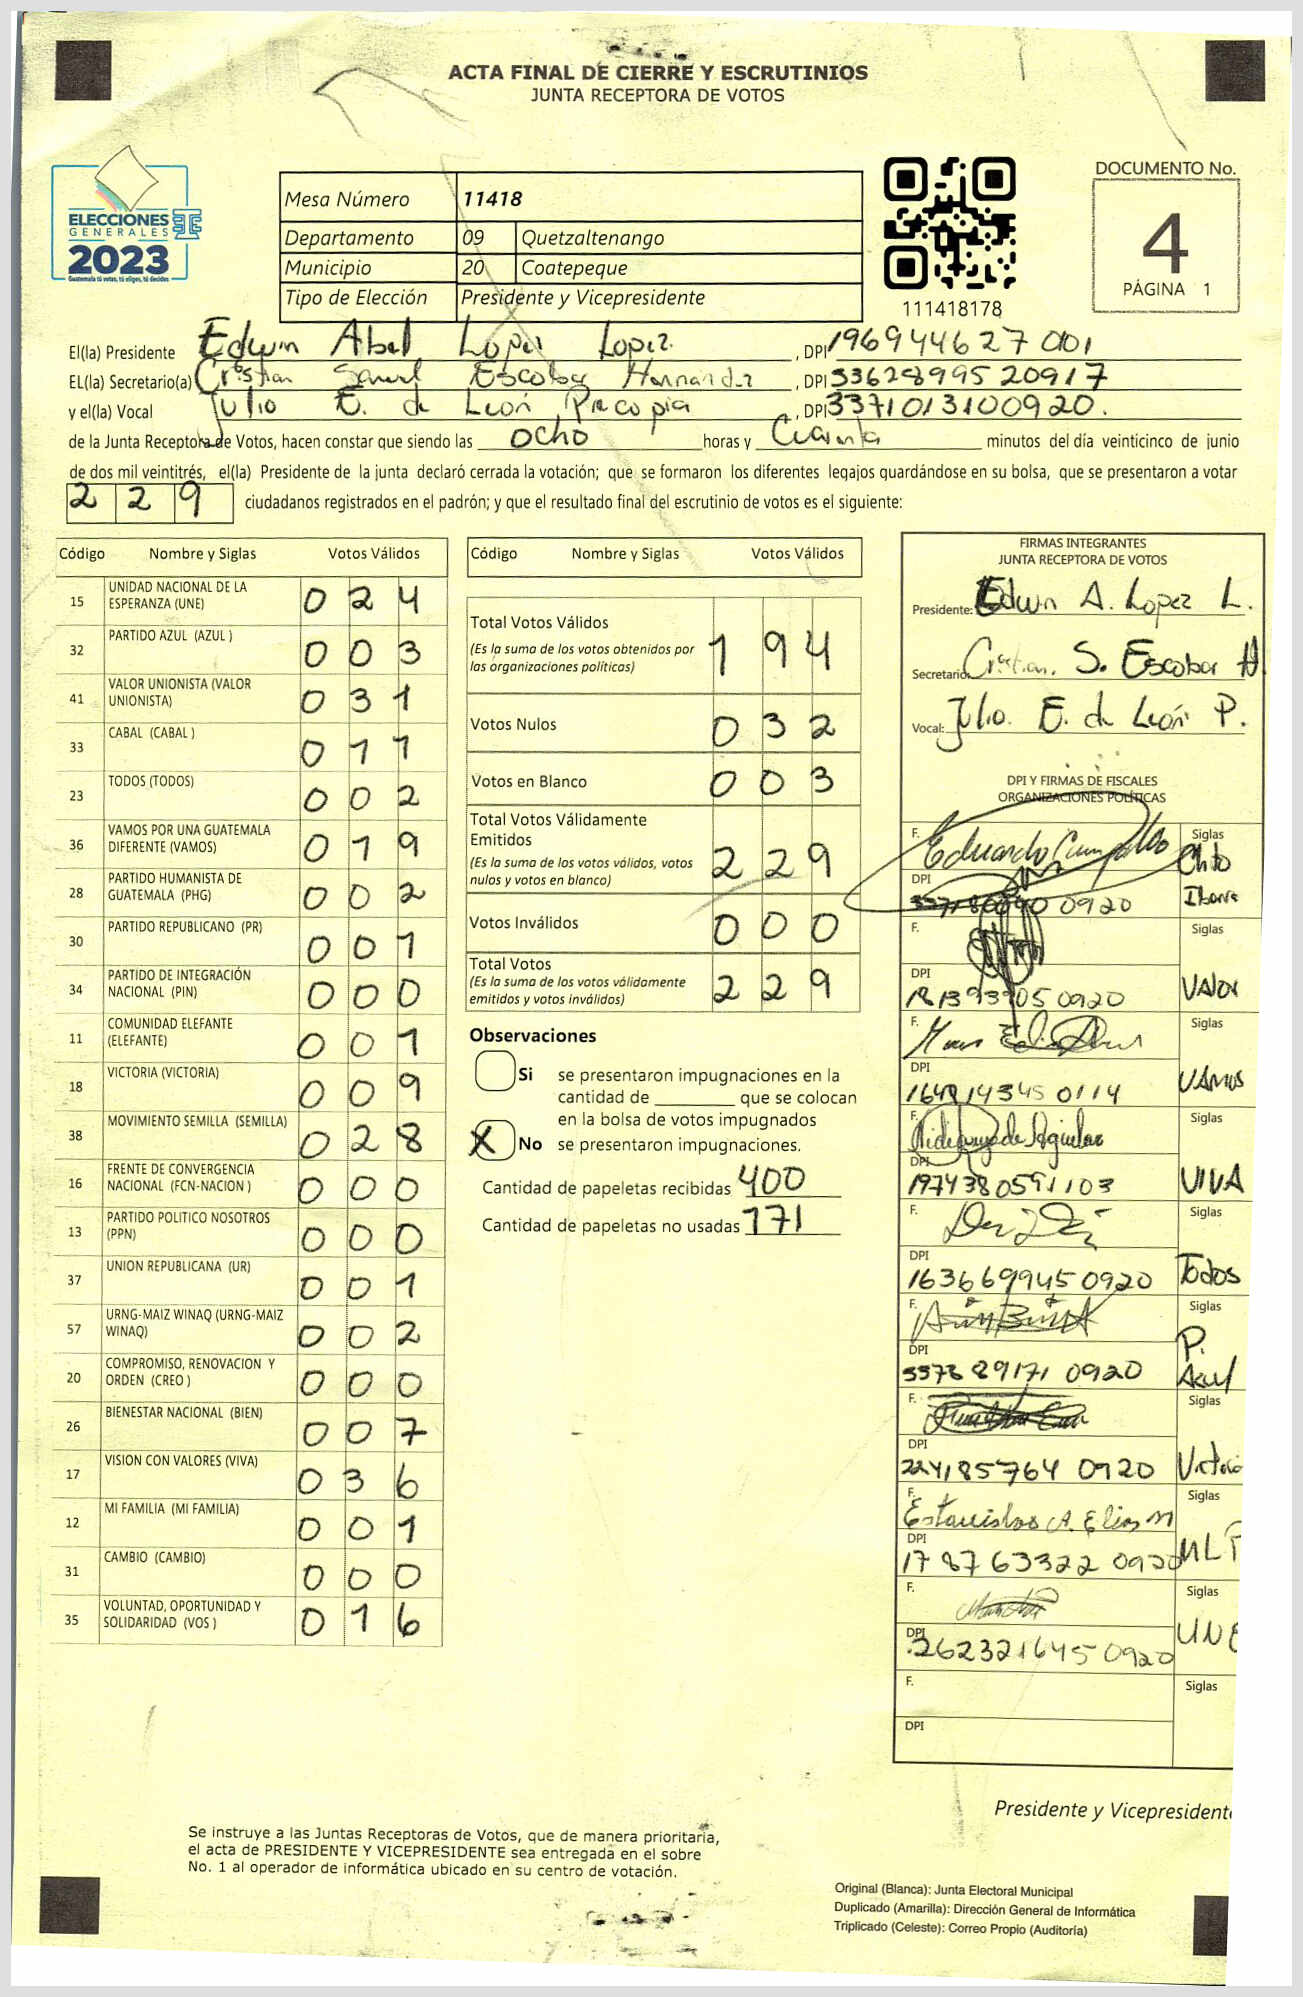 ACTA FINAL DE CIERRE Y ESCRUTINIOS
JUNTA RECEPTORA DE VOTOS
ELECCIONES
GENERALES
2023
Guatemala tú votas, tú eliges, tú decides
Mesa Número 11418
Departamento 09 Quetzaltenango
Municipio 20 Coatepeque
Tipo de Elección Presidente y Vicepresidente
111418178
DOCUMENTO No.
4
PÁGINA 1
El(la) Presidente Edwin Abel Lopez Lopez. , DPI 196944627 0101
EL(la) Secretario(a) Cristian Samuel Escobar Hernández , DPI 3362899520917
y el(la) Vocal Julio E. de León Precopia , DPI 3371013100920.
de la Junta Receptora de Votos, hacen constar que siendo las ocho horas y Cuarenta minutos del día veinticinco de junio
de dos mil veintitrés, el(la) Presidente de la junta declaró cerrada la votación; que se formaron los diferentes legajos guardándose en su bolsa, que se presentaron a votar
2 2 9 ciudadanos registrados en el padrón; y que el resultado final del escrutinio de votos es el siguiente:
Código Nombre y Siglas Votos Válidos
15 UNIDAD NACIONAL DE LA ESPERANZA (UNE) 0 2 4
32 PARTIDO AZUL (AZUL ) 0 0 3
41 VALOR UNIONISTA (VALOR UNIONISTA) 0 3 1
33 CABAL (CABAL ) 0 1 1
23 TODOS (TODOS) 0 0 2
36 VAMOS POR UNA GUATEMALA DIFERENTE (VAMOS) 0 1 9
28 PARTIDO HUMANISTA DE GUATEMALA (PHG) 0 0 2
30 PARTIDO REPUBLICANO (PR) 0 0 1
34 PARTIDO DE INTEGRACIÓN NACIONAL (PIN) 0 0 0
11 COMUNIDAD ELEFANTE (ELEFANTE) 0 0 1
18 VICTORIA (VICTORIA) 0 0 9
38 MOVIMIENTO SEMILLA (SEMILLA) 0 2 8
16 FRENTE DE CONVERGENCIA NACIONAL (FCN-NACION ) 0 0 0
13 PARTIDO POLITICO NOSOTROS (PPN) 0 0 0
37 UNION REPUBLICANA (UR) 0 0 1
57 URNG-MAIZ WINAQ (URNG-MAIZ WINAQ) 0 0 2
20 COMPROMISO, RENOVACION Y ORDEN (CREO ) 0 0 0
26 BIENESTAR NACIONAL (BIEN) 0 0 7
17 VISION CON VALORES (VIVA) 0 3 6
12 MI FAMILIA (MI FAMILIA) 0 0 1
31 CAMBIO (CAMBIO) 0 0 0
35 VOLUNTAD, OPORTUNIDAD Y SOLIDARIDAD (VOS ) 0 1 6
Código Nombre y Siglas Votos Válidos
Total Votos Válidos 1 9 4
(Es la suma de los votos obtenidos por
las organizaciones políticas)
Votos Nulos 0 3 2
Votos en Blanco 0 0 3
Total Votos Válidamente
Emitidos 2 2 9
(Es la suma de los votos válidos, votos
nulos y votos en blanco)
Votos Inválidos 0 0 0
Total Votos 2 2 9
(Es la suma de los votos válidamente
emitidos y votos inválidos)
Observaciones
Si se presentaron impugnaciones en la
cantidad de ________ que se colocan
en la bolsa de votos impugnados
X No se presentaron impugnaciones.
Cantidad de papeletas recibidas 400
Cantidad de papeletas no usadas 171
FIRMAS INTEGRANTES
JUNTA RECEPTORA DE VOTOS
Presidente: Edwin A. Lopez L.
Secretario: Cristian. S. Escobar H.
Vocal: Julio. E. de León P.
DPI Y FIRMAS DE FISCALES
ORGANIZACIONES POLÍTICAS
F. Eduardo Siglas
DPI 0920
F. Siglas
DPI 0920 VALOR
F. Siglas
DPI 164814345 0114 VAMOS
F. de Aguilar Siglas
DPI 1974380591103 VIVA
F. Siglas
DPI 163669945 0920 Todos
F. Siglas
DPI 89171 0920 P. Azul
F. Siglas
DPI 224185764 0920 Victoria
F. Estanislao A. Elias M Siglas
DPI 178763322 0920 MLP
F. Siglas
DPI 262321645 0920 UNE
F. Siglas
DPI
Presidente y Vicepresidente
Se instruye a las Juntas Receptoras de Votos, que de manera prioritaria,
el acta de PRESIDENTE Y VICEPRESIDENTE sea entregada en el sobre
No. 1 al operador de informática ubicado en su centro de votación.
Original (Blanca): Junta Electoral Municipal
Duplicado (Amarilla): Dirección General de Informática
Triplicado (Celeste): Correo Propio (Auditoría)